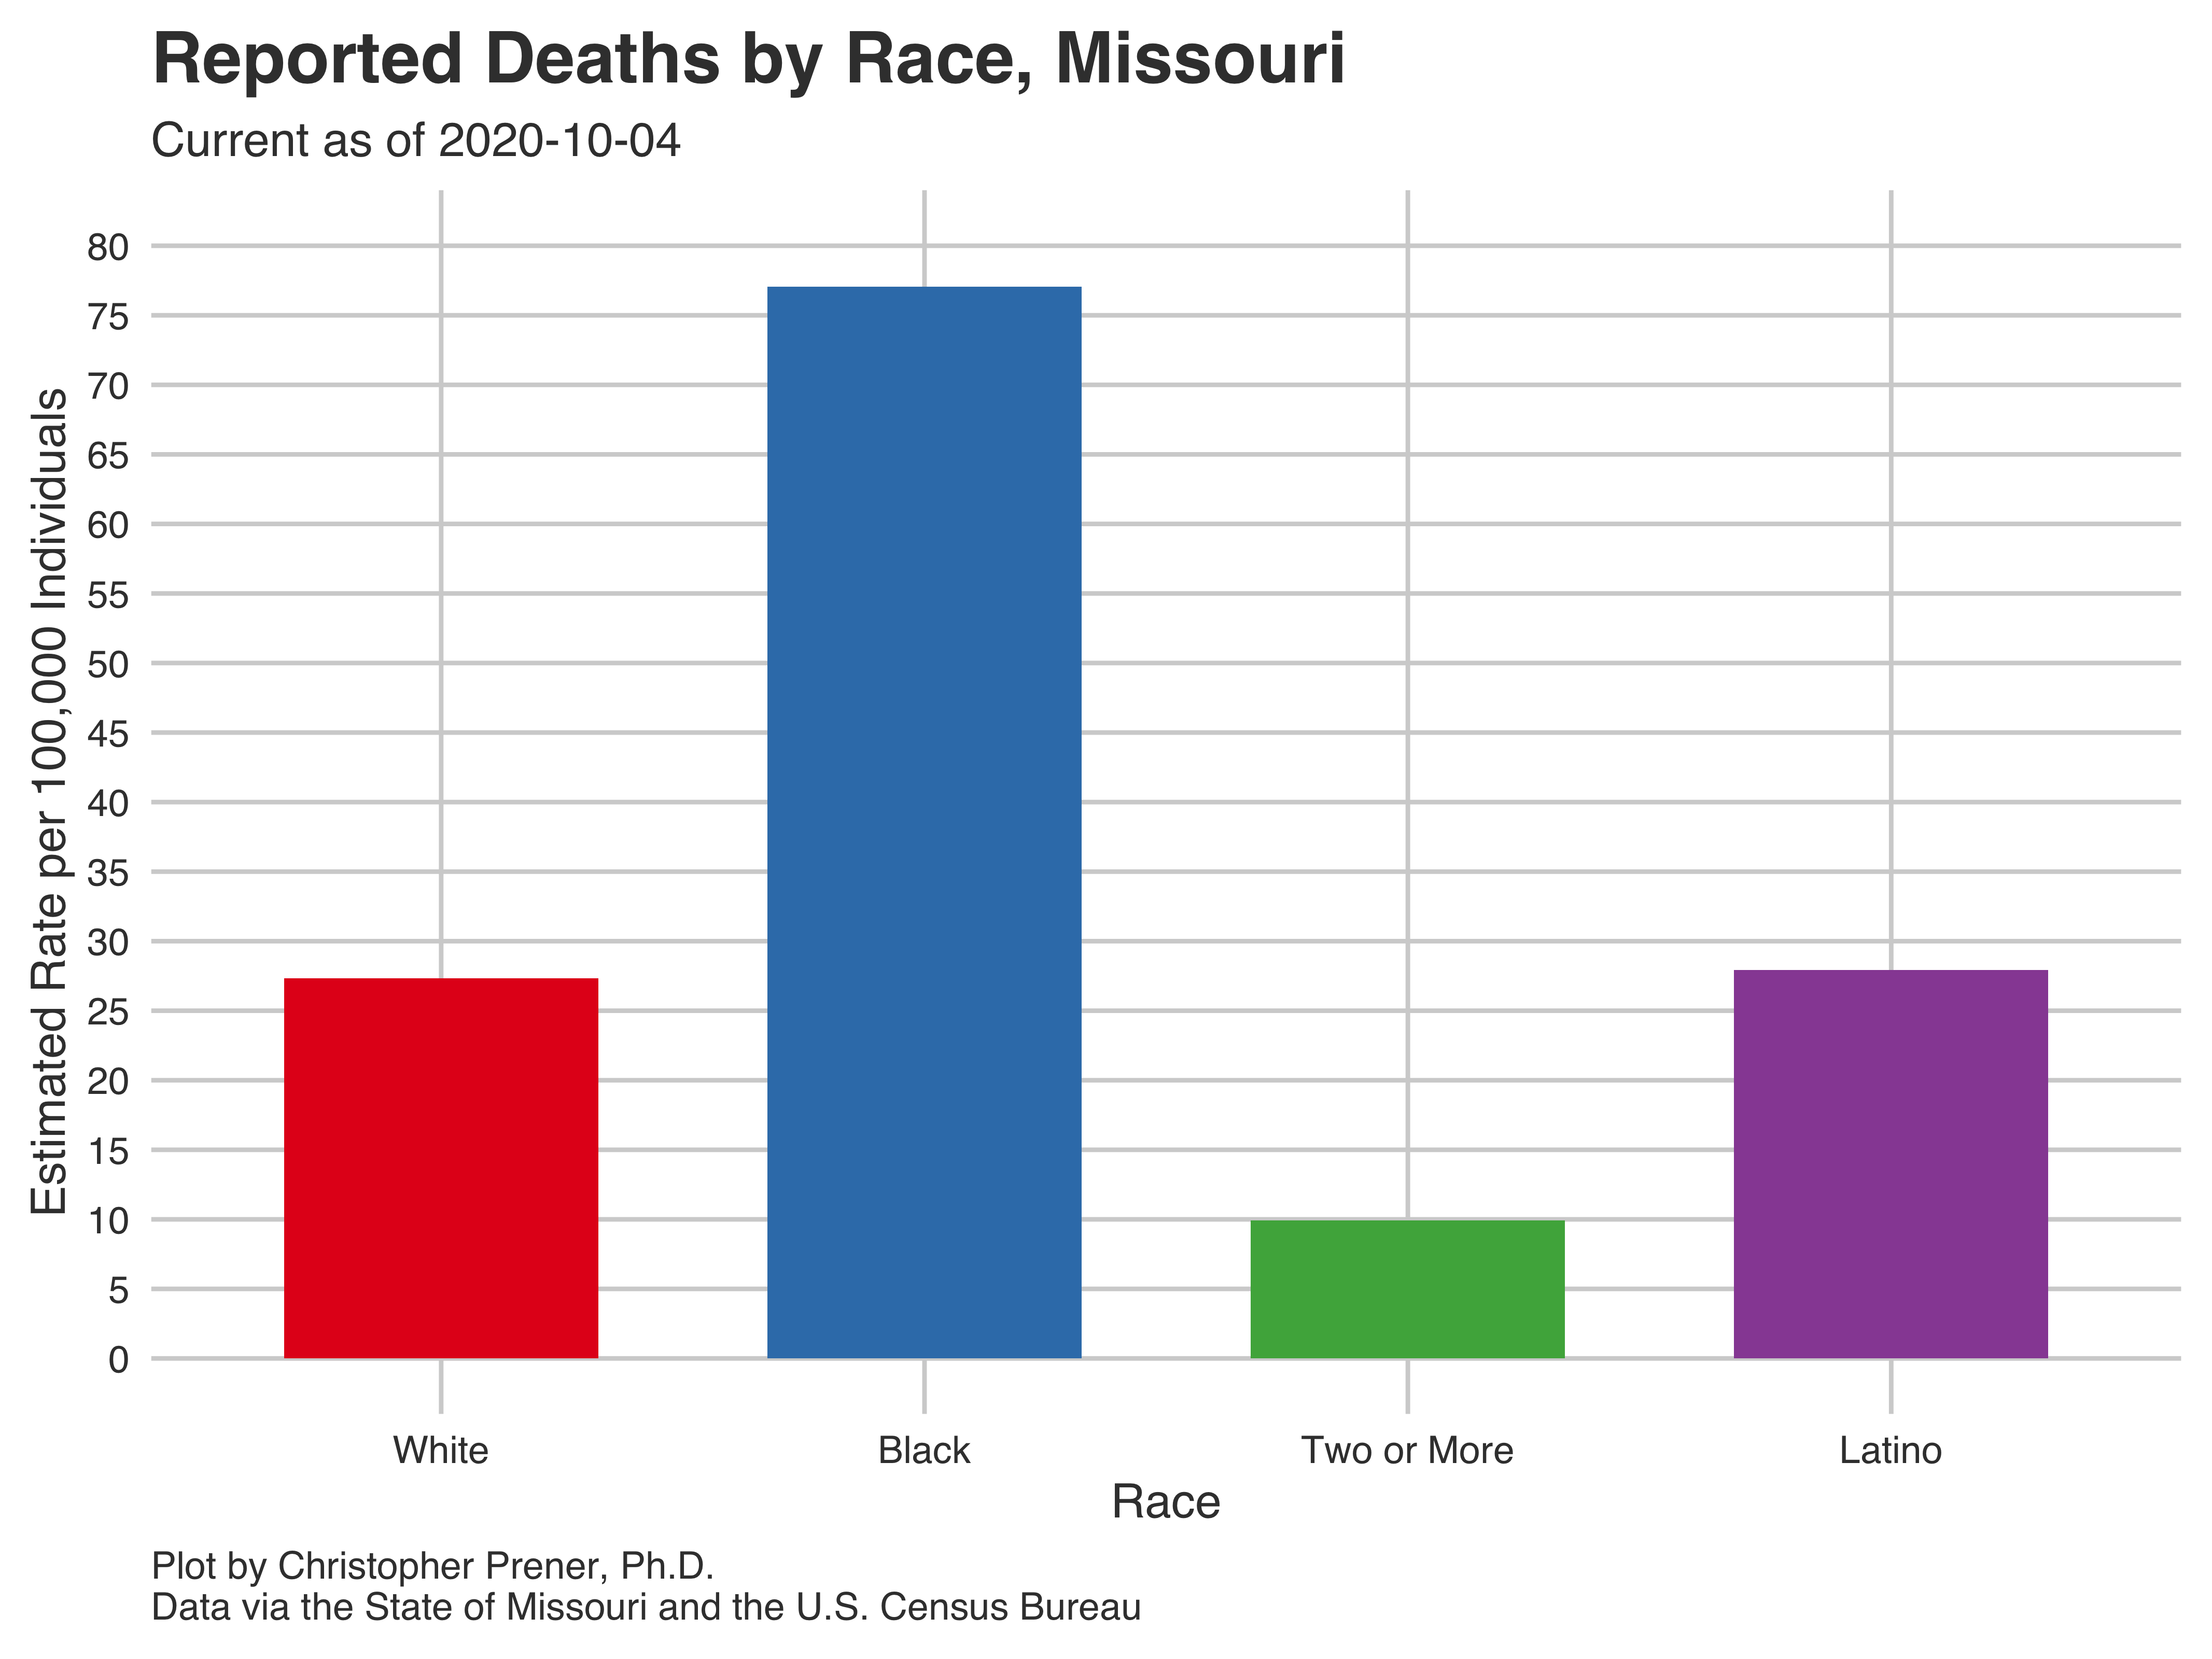 Reported Deaths by Race, Missouri
Current as of 2020-10-04
Estimated Rate per 100,000 Individuals
80
75
70
65
60
55
50
45
40
35
30
25
20
15
10
5
0
White Black Two or More Latino
Race
Plot by Christopher Prener, Ph.D.
Data via the State of Missouri and the U.S. Census Bureau